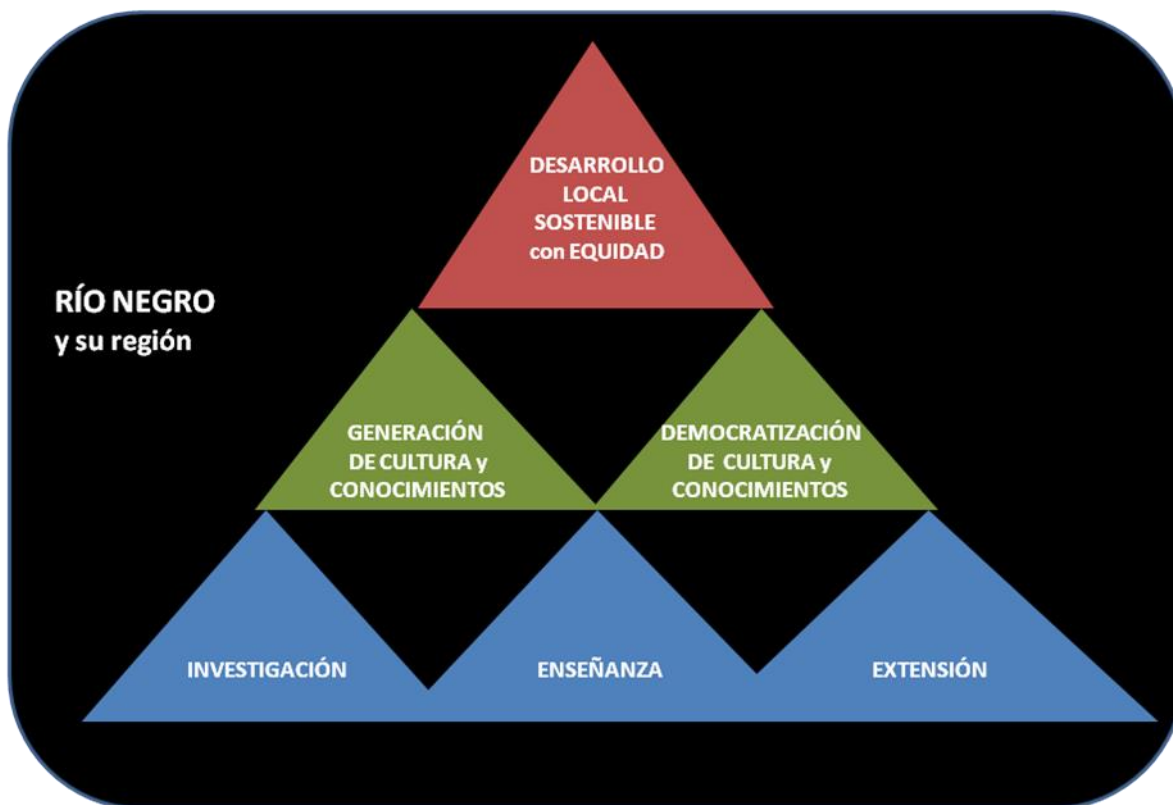 DESARROLLO
LOCAL
SOSTENIBLE
con EQUIDAD
RÍO NEGRO
y su región
GENERACIÓN
DE CULTURA y
CONOCIMIENTOS
DEMOCRATIZACIÓN
DE CULTURA y
CONOCIMIENTOS
INVESTIGACIÓN
ENSEÑANZA
EXTENSIÓN